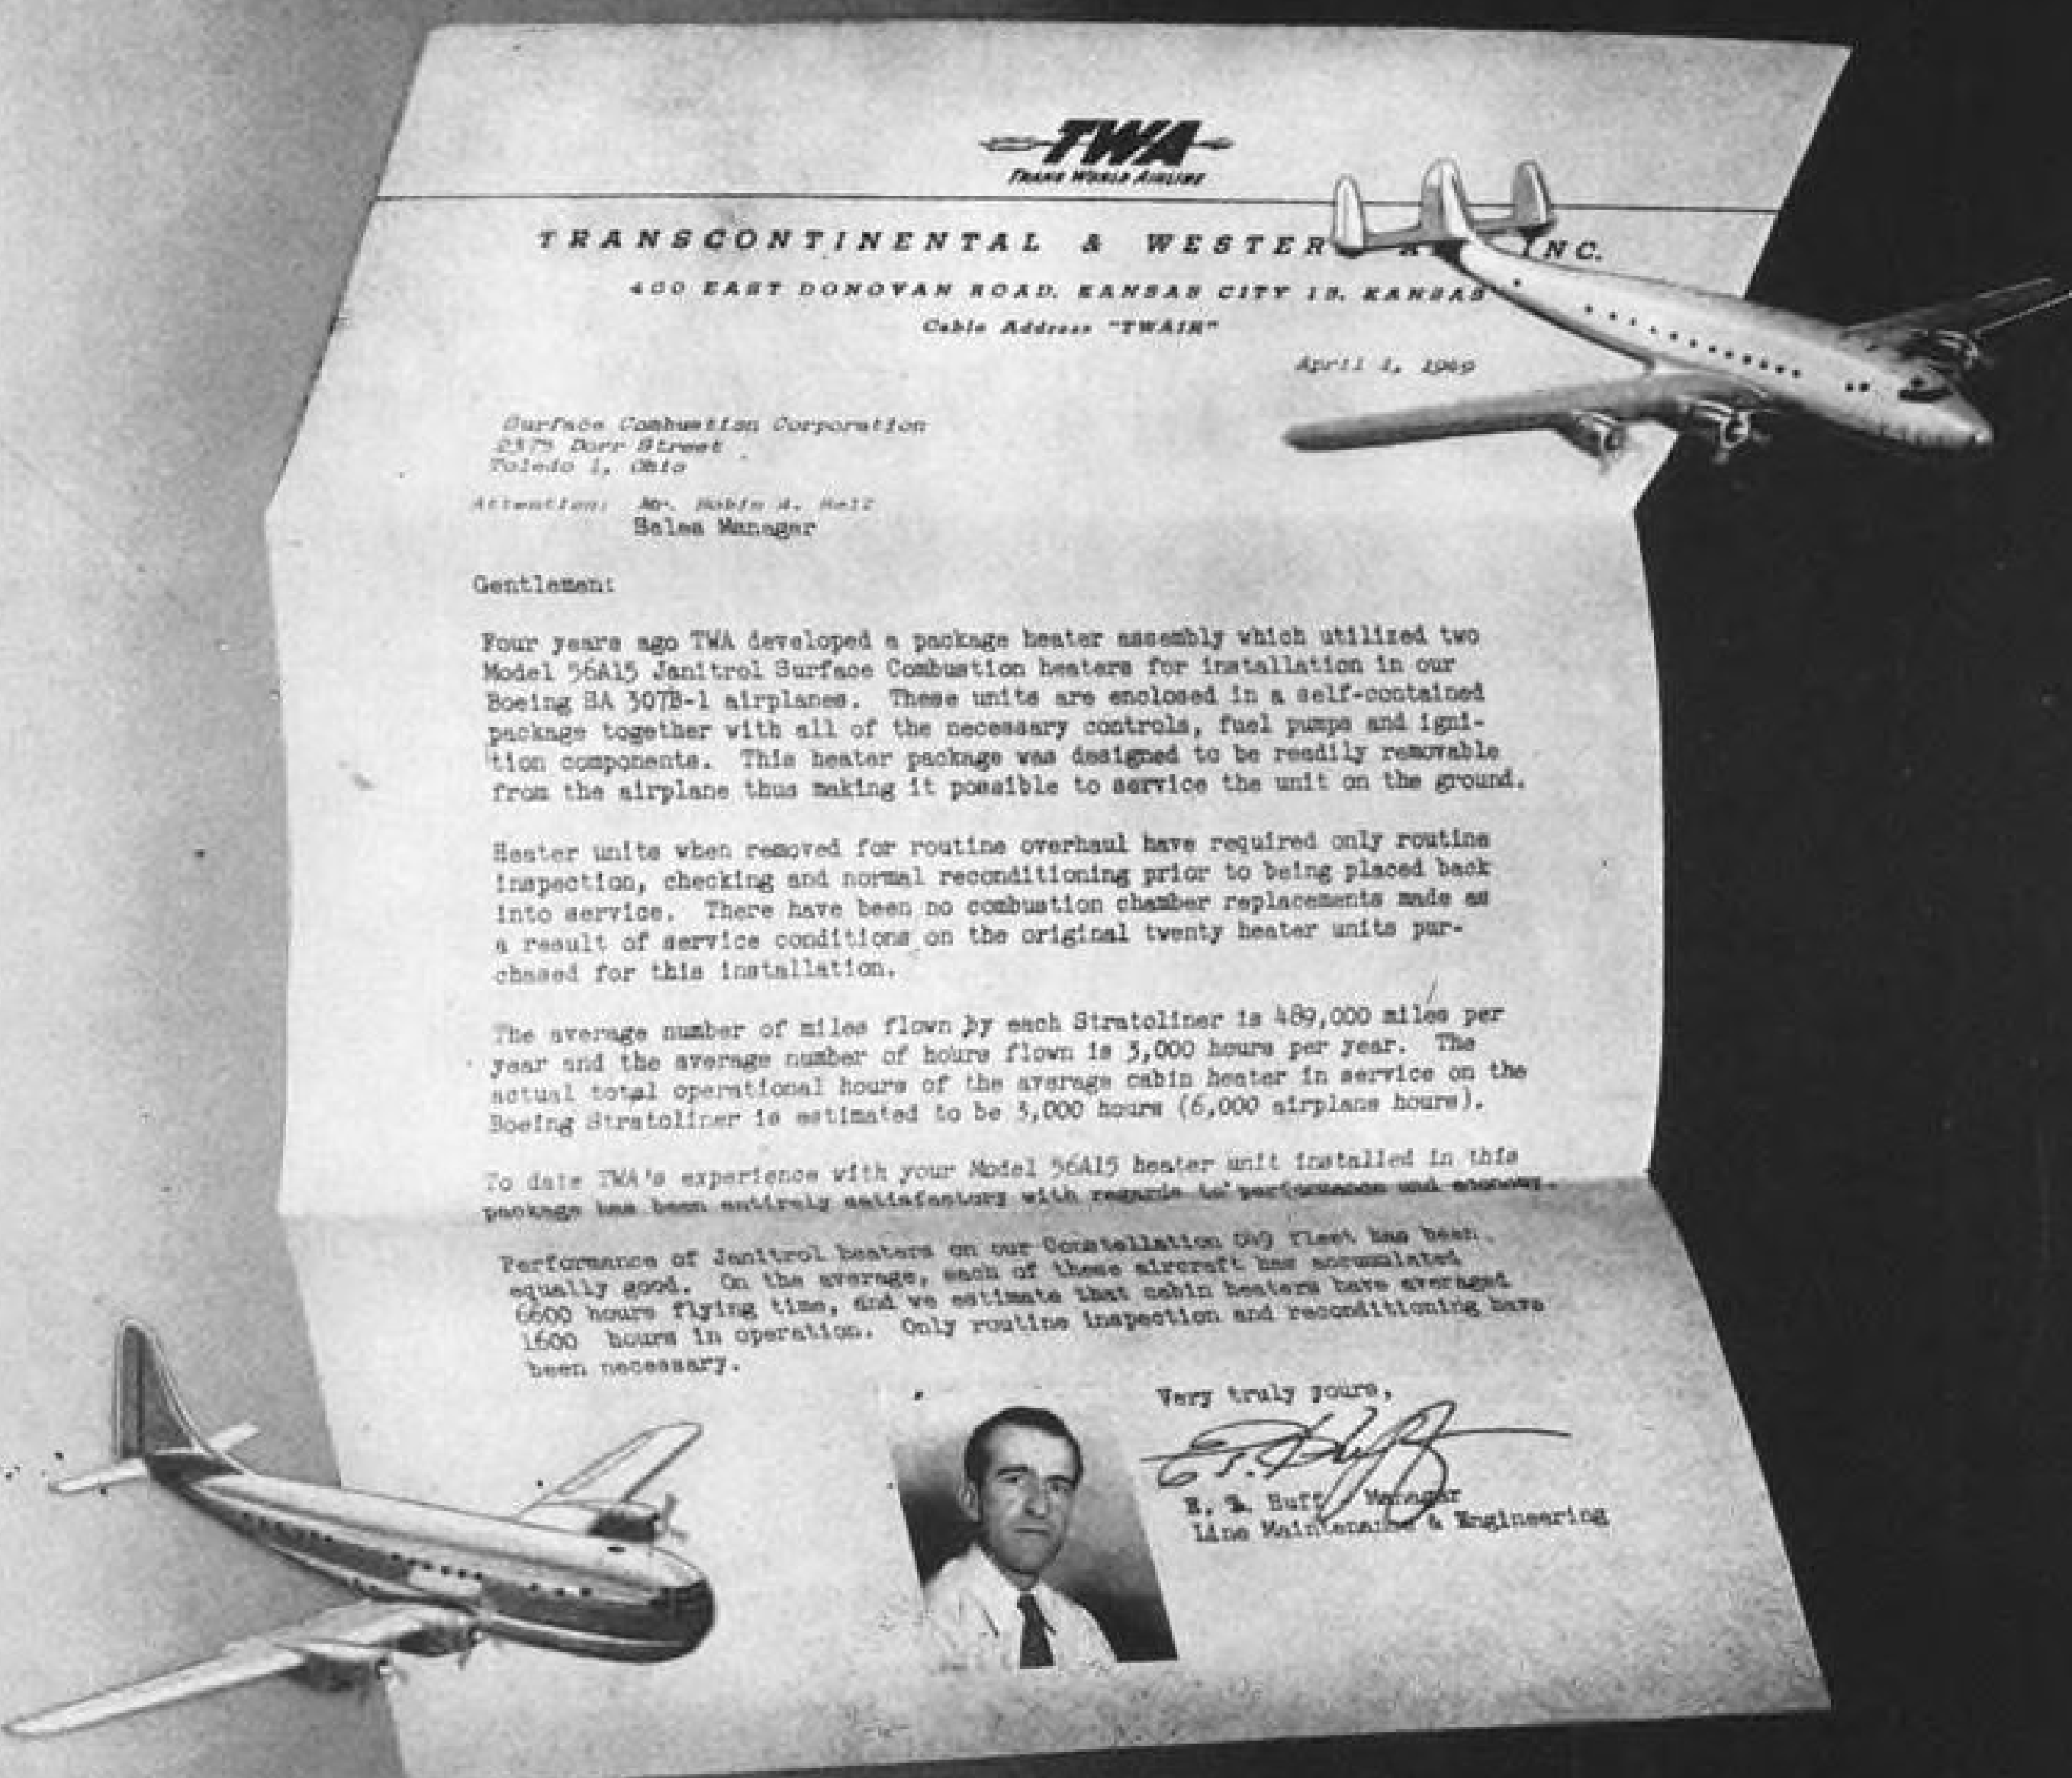 TWA
TRANS WORLD AIRLINE
TRANSCONTINENTAL & WESTER INC.
400 EAST DONOVAN ROAD, KANSAS CITY 15, KANSAS
Cable Address "TWAIR"
April 1, 1949
Surface Combustion Corporation
2375 Dorr Street
Toledo 1, Ohio
Attention: Mr. Robin A.
Sales Manager
Gentlemen:
Four years ago TWA developed a package heater assembly which utilized two
Model 56A15 Janitrol Surface Combustion heaters for installation in our
Boeing SA 307B-1 airplanes. These units are enclosed in a self-contained
package together with all of the necessary controls, fuel pumps and igni-
tion components. This heater package was designed to be readily removable
from the airplane thus making it possible to service the unit on the ground.
Heater units when removed for routine overhaul have required only routine
inspection, checking and normal reconditioning prior to being placed back
into service. There have been no combustion chamber replacements made as
a result of service conditions on the original twenty heater units pur-
chased for this installation.
The average number of miles flown by each Stratoliner is 489,000 miles per
year and the average number of hours flown is 3,000 hours per year. The
actual total operational hours of the average cabin heater in service on the
Boeing Stratoliner is estimated to be 3,000 hours (6,000 airplane hours).
To date TWA's experience with your Model 56A15 heater unit installed in this
package has been entirely satisfactory with regards to performance and economy.
Performance of Janitrol heaters on our Constellation 049 fleet has been
equally good. On the average, each of these aircraft has accumulated
6600 hours flying time, and we estimate that cabin heaters have averaged
1600 hours in operation. Only routine inspection and reconditioning have
been necessary.
Very truly yours,
Manager
Line Maintenance & Engineering